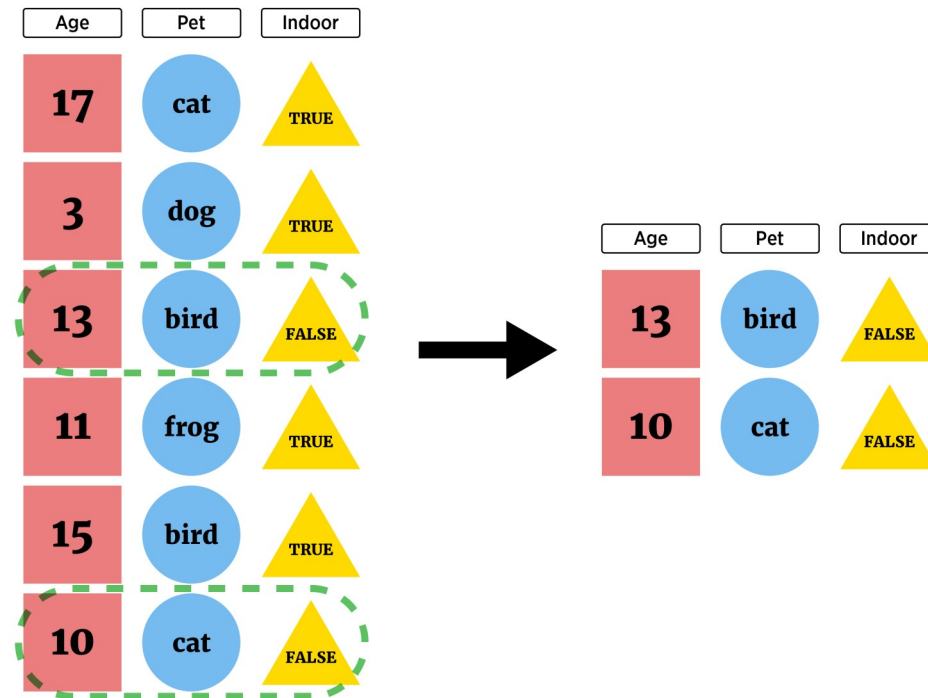 Age Pet Indoor
17 cat TRUE
3 dog TRUE
13 bird FALSE
11 frog TRUE
15 bird TRUE
10 cat FALSE
Age Pet Indoor
13 bird FALSE
10 cat FALSE